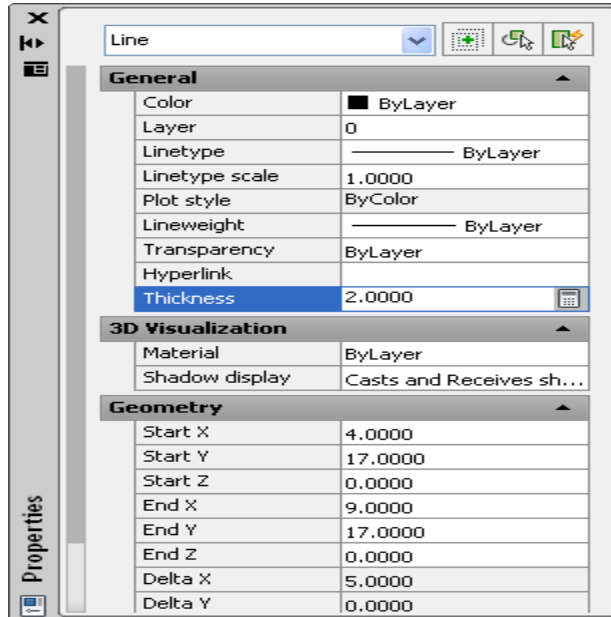 Line
General
Color ByLayer
Layer 0
Linetype ByLayer
Linetype scale 1.0000
Plot style ByColor
Lineweight ByLayer
Transparency ByLayer
Hyperlink
Thickness 2.0000
3D Visualization
Material ByLayer
Shadow display Casts and Receives sh...
Geometry
Start X 4.0000
Start Y 17.0000
Start Z 0.0000
End X 9.0000
End Y 17.0000
End Z 0.0000
Delta X 5.0000
Delta Y 0.0000
Properties